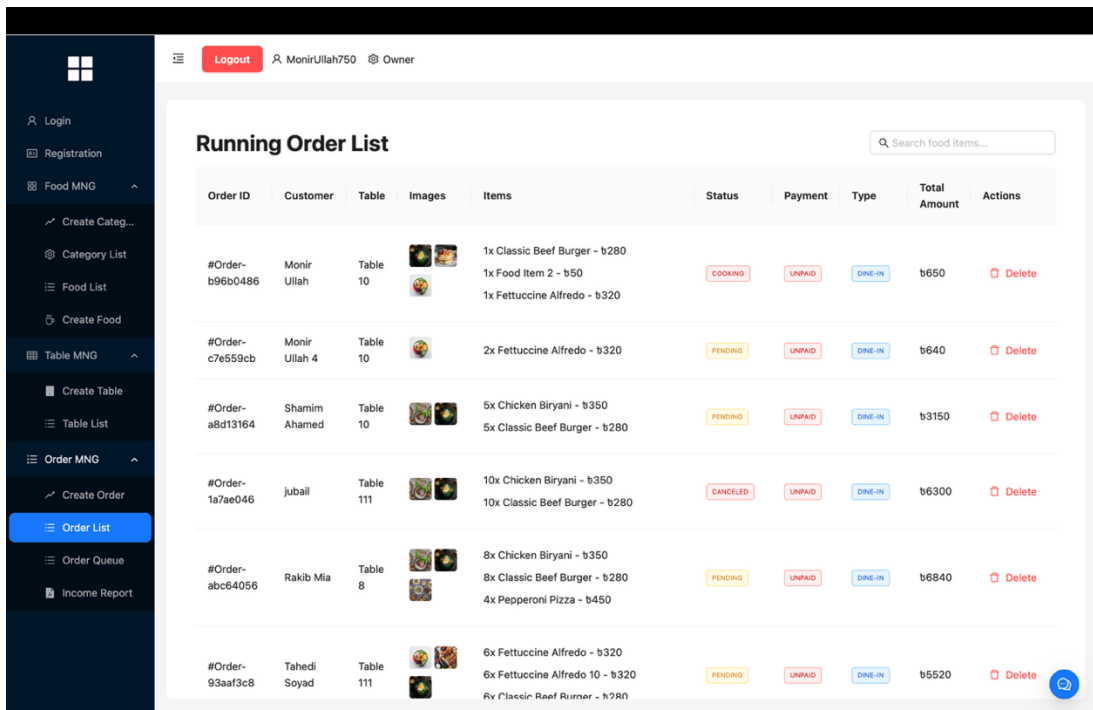 Logout
MonirUllah750
Owner
Login
Registration
Food MNG
Create Categ...
Category List
Food List
Create Food
Table MNG
Create Table
Table List
Order MNG
Create Order
Order List
Order Queue
Income Report
Running Order List
Search food items...
Order ID Customer Table Images Items Status Payment Type Total Amount Actions
#Order-
b96b0486
Monir
Ullah
Table
10
1x Classic Beef Burger - ৳280
1x Food Item 2 - ৳50
1x Fettuccine Alfredo - ৳320
COOKING
UNPAID
DINE-IN
৳650
Delete
#Order-
c7e559cb
Monir
Ullah 4
Table
10
2x Fettuccine Alfredo - ৳320
PENDING
UNPAID
DINE-IN
৳640
Delete
#Order-
a8d13164
Shamim
Ahamed
Table
10
5x Chicken Biryani - ৳350
5x Classic Beef Burger - ৳280
PENDING
UNPAID
DINE-IN
৳3150
Delete
#Order-
1a7ae046
jubail
Table
111
10x Chicken Biryani - ৳350
10x Classic Beef Burger - ৳280
CANCELED
UNPAID
DINE-IN
৳6300
Delete
#Order-
abc64056
Rakib Mia
Table
8
8x Chicken Biryani - ৳350
8x Classic Beef Burger - ৳280
4x Pepperoni Pizza - ৳450
PENDING
UNPAID
DINE-IN
৳6840
Delete
#Order-
93aaf3c8
Tahedi
Soyad
Table
111
6x Fettuccine Alfredo - ৳320
6x Fettuccine Alfredo 10 - ৳320
6x Classic Beef Burger - ৳280
PENDING
UNPAID
DINE-IN
৳5520
Delete